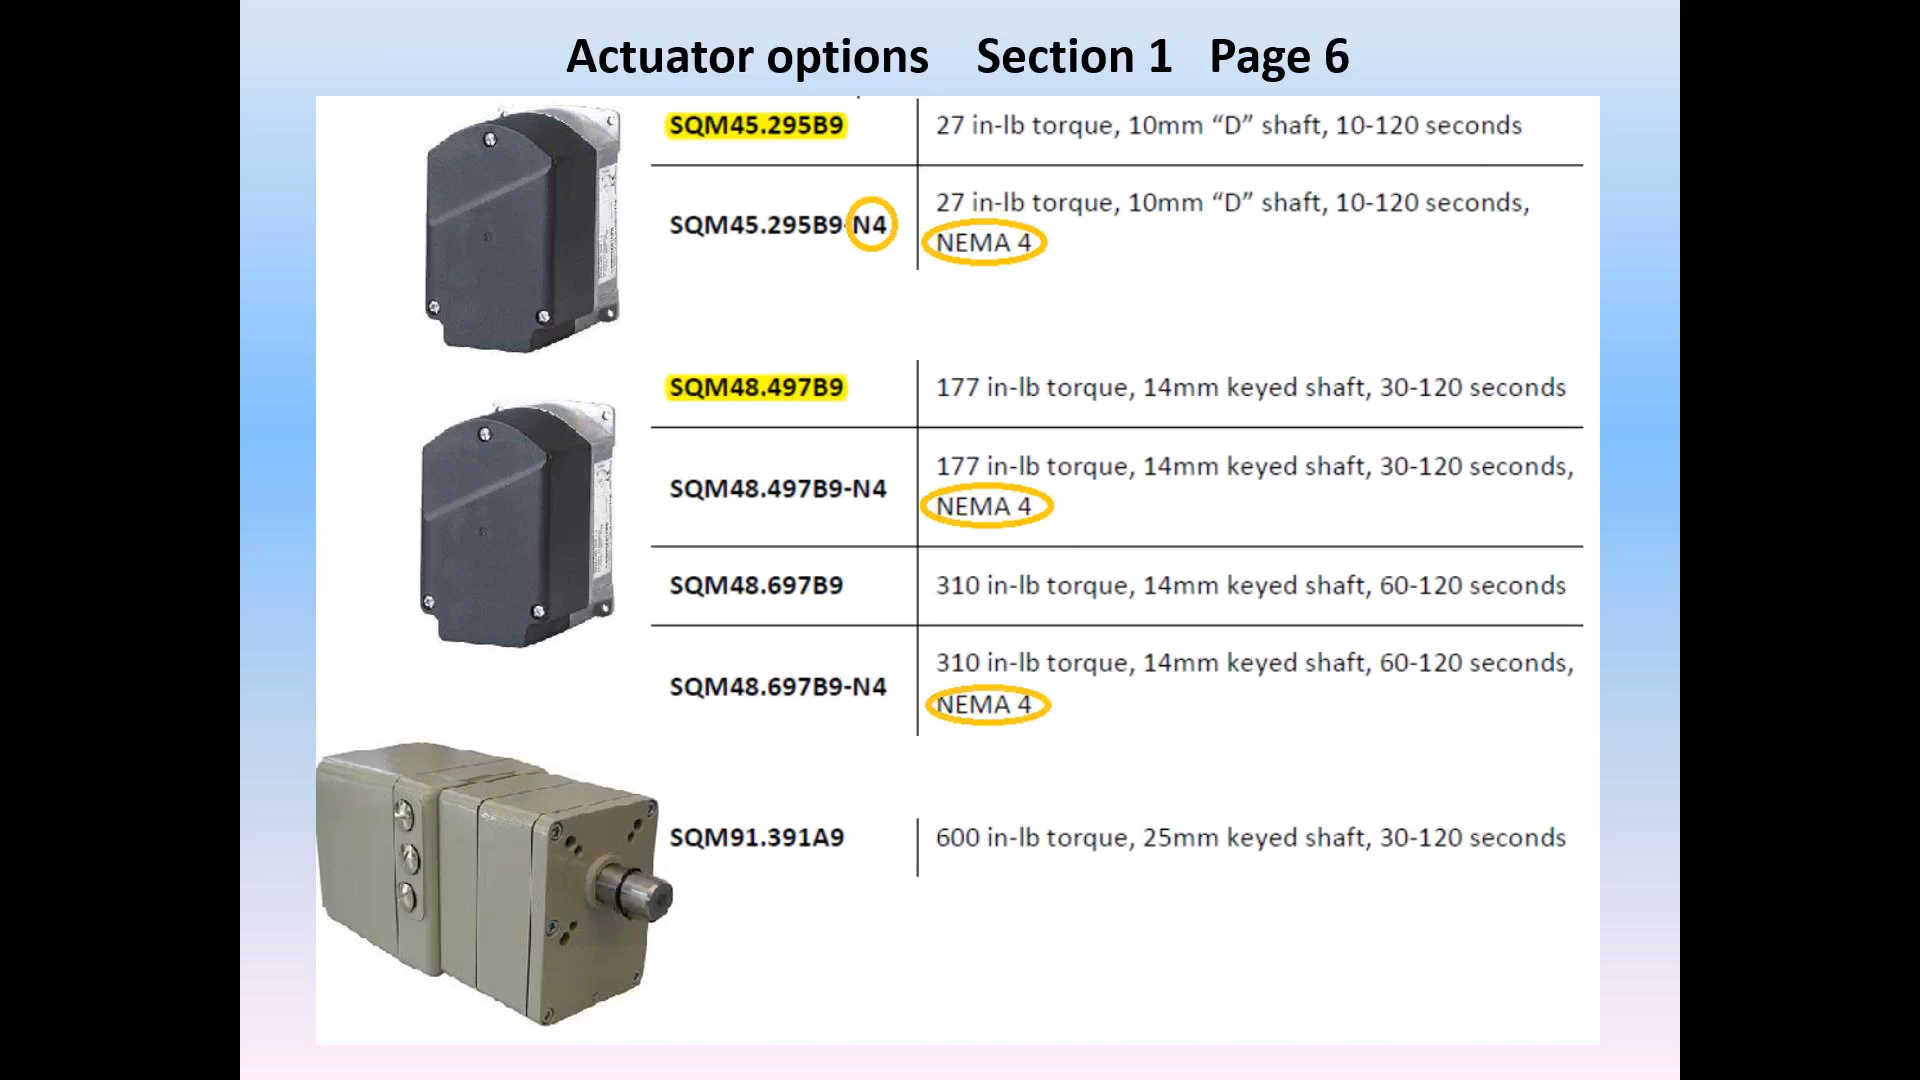 Actuator options Section 1 Page 6
SQM45.295B9
27 in-lb torque, 10mm “D” shaft, 10-120 seconds
SQM45.295B9-N4
27 in-lb torque, 10mm “D” shaft, 10-120 seconds,
NEMA 4
SQM48.497B9
177 in-lb torque, 14mm keyed shaft, 30-120 seconds
SQM48.497B9-N4
177 in-lb torque, 14mm keyed shaft, 30-120 seconds,
NEMA 4
SQM48.697B9
310 in-lb torque, 14mm keyed shaft, 60-120 seconds
SQM48.697B9-N4
310 in-lb torque, 14mm keyed shaft, 60-120 seconds,
NEMA 4
SQM91.391A9
600 in-lb torque, 25mm keyed shaft, 30-120 seconds